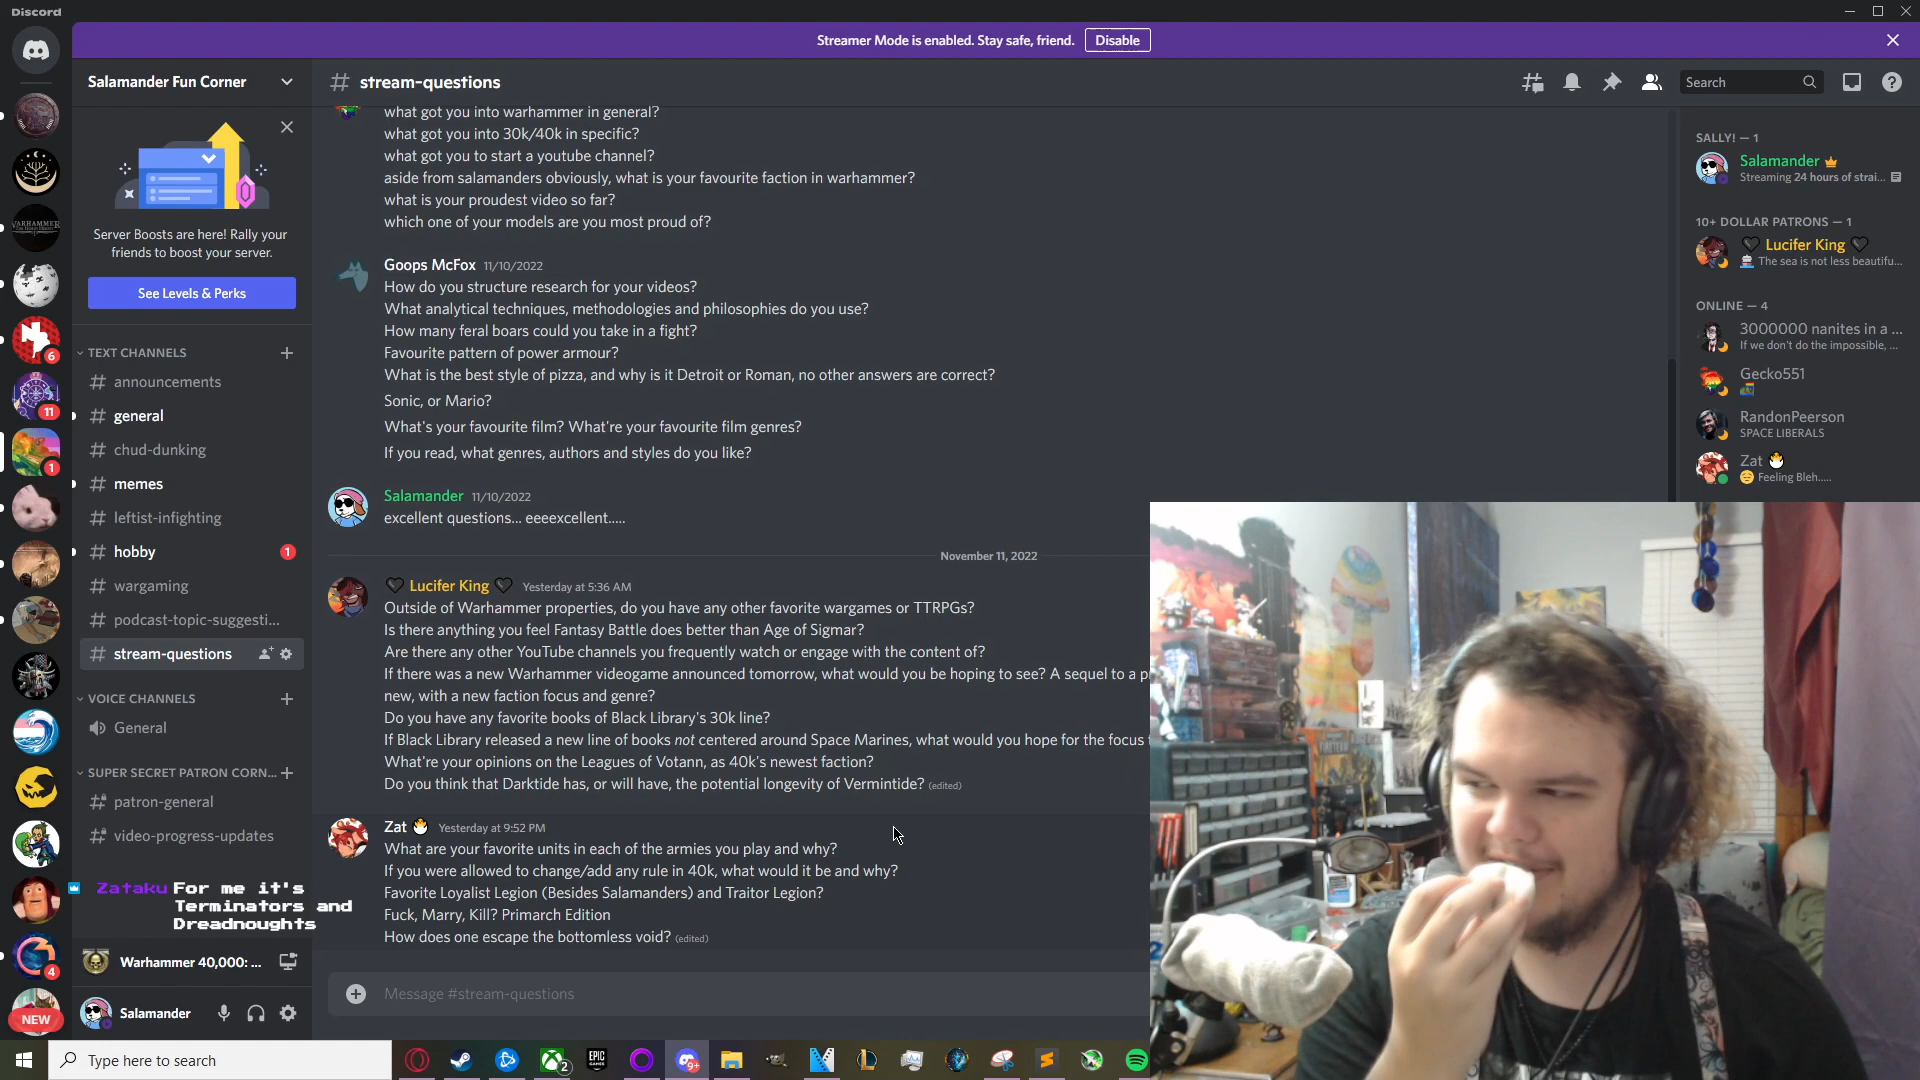 Discord
Streamer Mode is enabled. Stay safe, friend.
Disable
Salamander Fun Corner
# stream-questions
Search
Server Boosts are here! Rally your
friends to boost your server.
See Levels & Perks
TEXT CHANNELS
# announcements
# general
# chud-dunking
# memes
# leftist-infighting
# hobby 1
# wargaming
# podcast-topic-suggesti...
# stream-questions
VOICE CHANNELS
General
SUPER SECRET PATRON CORN...
# patron-general
# video-progress-updates
Zataku For me it's
Terminators and
Dreadnoughts
Warhammer 40,000: ...
Salamander
6
11
1
4
NEW
what got you into warhammer in general?
what got you into 30k/40k in specific?
what got you to start a youtube channel?
aside from salamanders obviously, what is your favourite faction in warhammer?
what is your proudest video so far?
which one of your models are you most proud of?
Goops McFox 11/10/2022
How do you structure research for your videos?
What analytical techniques, methodologies and philosophies do you use?
How many feral boars could you take in a fight?
Favourite pattern of power armour?
What is the best style of pizza, and why is it Detroit or Roman, no other answers are correct?
Sonic, or Mario?
What's your favourite film? What're your favourite film genres?
If you read, what genres, authors and styles do you like?
Salamander 11/10/2022
excellent questions... eeeexcellent.....
November 11, 2022
Lucifer King Yesterday at 5:36 AM
Outside of Warhammer properties, do you have any other favorite wargames or TTRPGs?
Is there anything you feel Fantasy Battle does better than Age of Sigmar?
Are there any other YouTube channels you frequently watch or engage with the content of?
If there was a new Warhammer videogame announced tomorrow, what would you be hoping to see? A sequel to a p
new, with a new faction focus and genre?
Do you have any favorite books of Black Library's 30k line?
If Black Library released a new line of books not centered around Space Marines, what would you hope for the focus
What're your opinions on the Leagues of Votann, as 40k's newest faction?
Do you think that Darktide has, or will have, the potential longevity of Vermintide? (edited)
Zat Yesterday at 9:52 PM
What are your favorite units in each of the armies you play and why?
If you were allowed to change/add any rule in 40k, what would it be and why?
Favorite Loyalist Legion (Besides Salamanders) and Traitor Legion?
Fuck, Marry, Kill? Primarch Edition
How does one escape the bottomless void? (edited)
Message #stream-questions
SALLY! — 1
Salamander
Streaming 24 hours of strai...
10+ DOLLAR PATRONS — 1
Lucifer King
The sea is not less beautifu...
ONLINE — 4
3000000 nanites in a ...
If we don't do the impossible, ...
Gecko551
RandonPeerson
SPACE LIBERALS
Zat
Feeling Bleh.....
Type here to search
2
EPIC
GAMES
9+